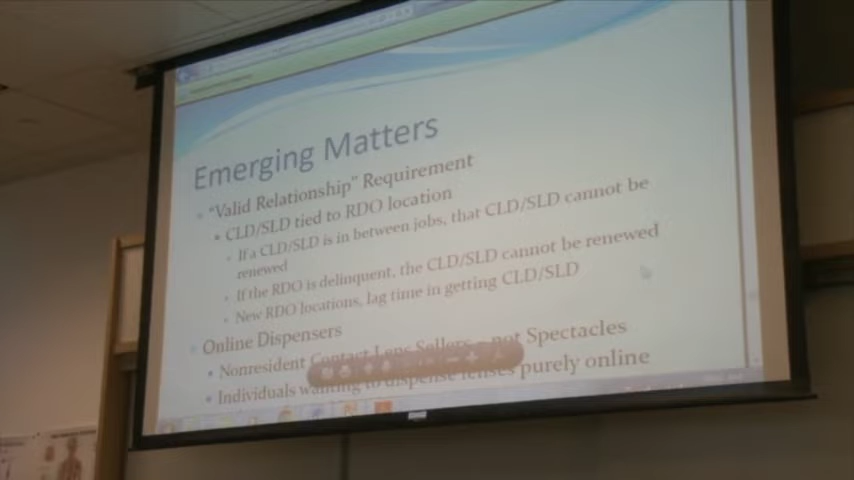 Emerging Matters
"Valid Relationship" Requirement
CLD/SLD tied to RDO location
If a CLD/SLD is in between jobs, that CLD/SLD cannot be
renewed
If the RDO is delinquent, the CLD/SLD cannot be renewed
New RDO locations, lag time in getting CLD/SLD
Online Dispensers
Nonresident Contact Lens Sellers - not Spectacles
Individuals wanting to dispense lenses purely online